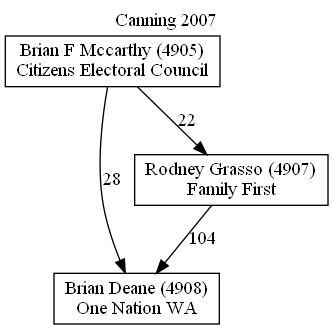 Canning 2007
Brian F Mccarthy (4905)
Citizens Electoral Council
22
Rodney Grasso (4907)
Family First
28
104
Brian Deane (4908)
One Nation WA